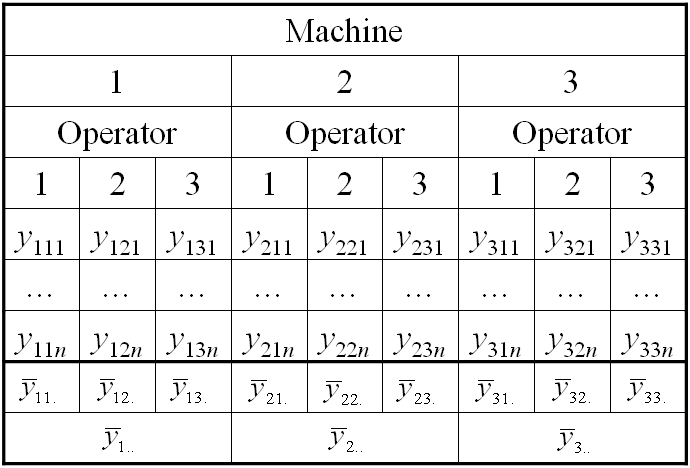 Machine
1 2 3
Operator Operator Operator
1 2 3 1 2 3 1 2 3
y₁₁₁ y₁₂₁ y₁₃₁ y₂₁₁ y₂₂₁ y₂₃₁ y₃₁₁ y₃₂₁ y₃₃₁
… … … … … … … … …
y₁₁ₙ y₁₂ₙ y₁₃ₙ y₂₁ₙ y₂₂ₙ y₂₃ₙ y₃₁ₙ y₃₂ₙ y₃₃ₙ
ȳ₁₁. ȳ₁₂. ȳ₁₃. ȳ₂₁. ȳ₂₂. ȳ₂₃. ȳ₃₁. ȳ₃₂. ȳ₃₃.
ȳ₁.. ȳ₂.. ȳ₃..